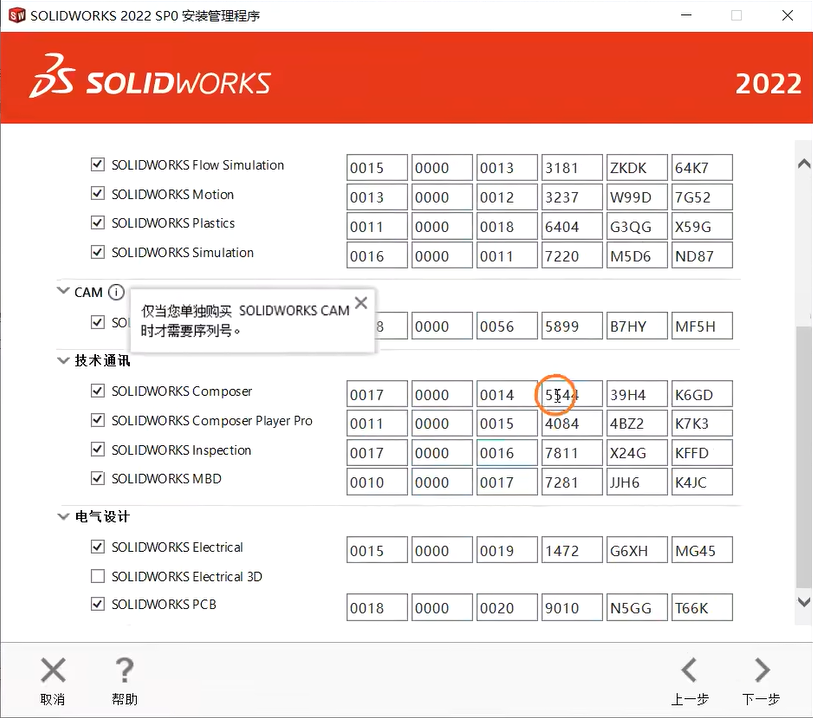 SOLIDWORKS 2022 SP0 安装管理程序
SOLIDWORKS 2022
SOLIDWORKS Flow Simulation 0015 0000 0013 3181 ZKDK 64K7
SOLIDWORKS Motion 0013 0000 0012 3237 W99D 7G52
SOLIDWORKS Plastics 0011 0000 0018 6404 G3QG X59G
SOLIDWORKS Simulation 0016 0000 0011 7220 M5D6 ND87
CAM
仅当您单独购买 SOLIDWORKS CAM
时才需要序列号。
SO 8 0000 0056 5899 B7HY MF5H
技术通讯
SOLIDWORKS Composer 0017 0000 0014 5544 39H4 K6GD
SOLIDWORKS Composer Player Pro 0011 0000 0015 4084 4BZ2 K7K3
SOLIDWORKS Inspection 0017 0000 0016 7811 X24G KFFD
SOLIDWORKS MBD 0010 0000 0017 7281 JJH6 K4JC
电气设计
SOLIDWORKS Electrical 0015 0000 0019 1472 G6XH MG45
SOLIDWORKS Electrical 3D
SOLIDWORKS PCB 0018 0000 0020 9010 N5GG T66K
取消 帮助 上一步 下一步